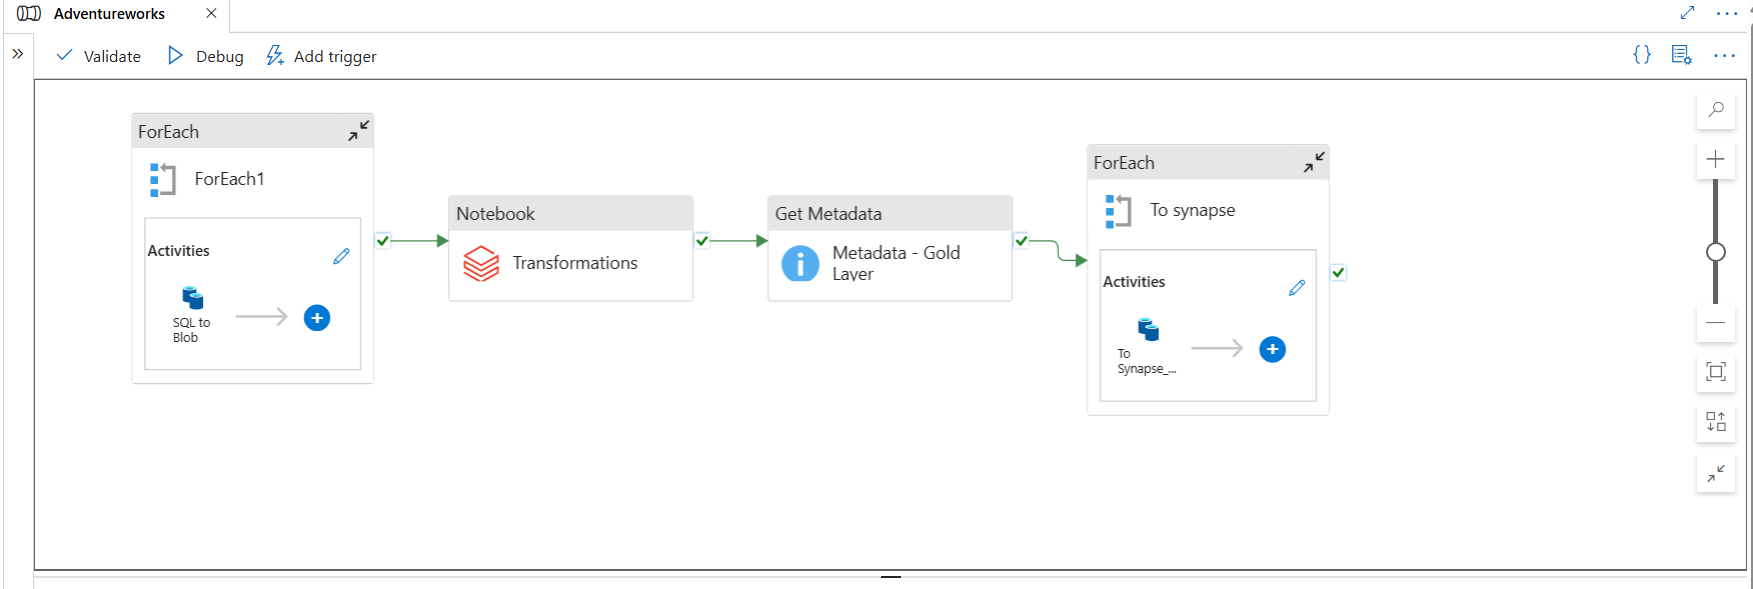 Adventureworks
Validate Debug Add trigger
ForEach
ForEach1
Activities
SQL to
Blob
Notebook
Transformations
Get Metadata
Metadata - Gold
Layer
ForEach
To synapse
Activities
To
Synapse_...